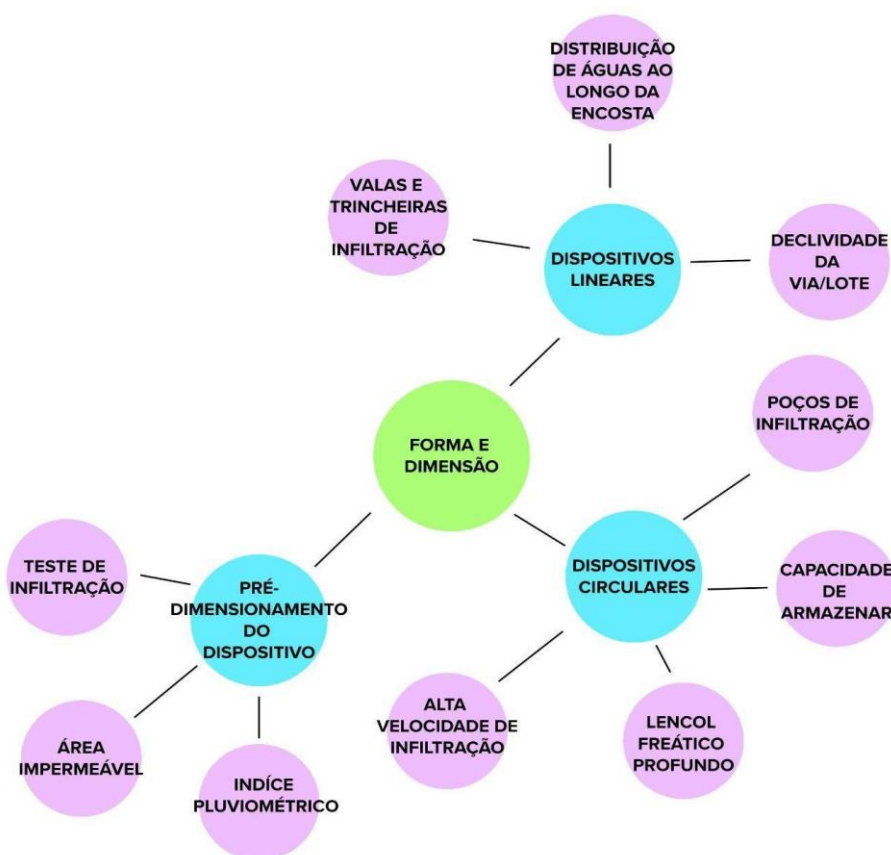 DISTRIBUIÇÃO
DE ÁGUAS AO
LONGO DA
ENCOSTA
VALAS E
TRINCHEIRAS
DE
INFILTRAÇÃO
DISPOSITIVOS
LINEARES
DECLIVIDADE
DA
VIA/LOTE
POÇOS DE
INFILTRAÇÃO
FORMA E
DIMENSÃO
TESTE DE
INFILTRAÇÃO
PRÉ-
DIMENSIONAMENTO
DO
DISPOSITIVO
DISPOSITIVOS
CIRCULARES
CAPACIDADE
DE
ARMAZENAR
ALTA
VELOCIDADE DE
INFILTRAÇÃO
LENCOL
FREÁTICO
PROFUNDO
ÁREA
IMPERMEÁVEL
INDÍCE
PLUVIOMÉTRICO